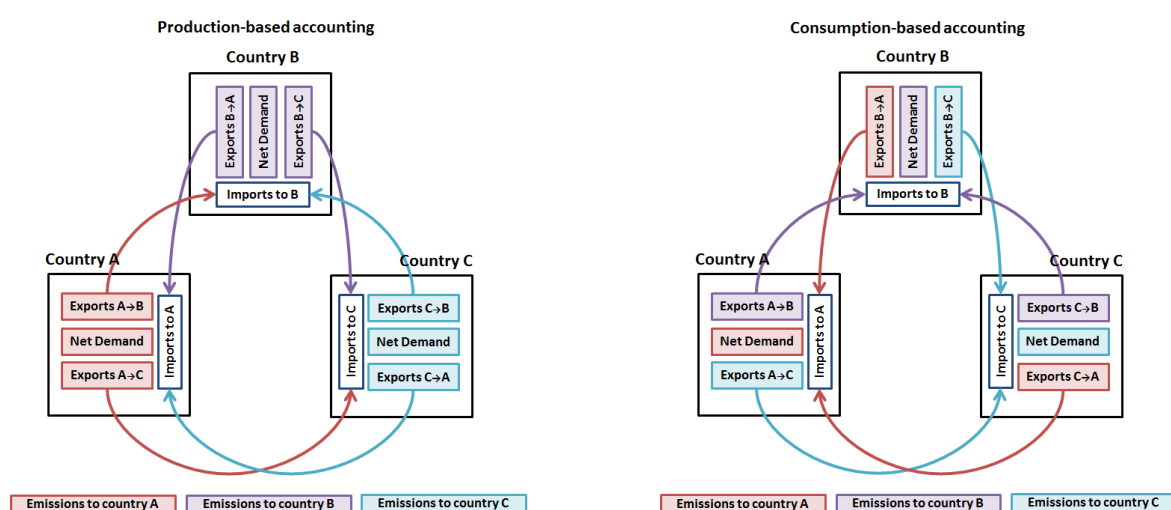 Production-based accounting
Country B
Exports B→A
Net Demand
Exports B→C
Imports to B
Country A
Exports A→B
Net Demand
Exports A→C
Imports to A
Country C
Imports to C
Exports C→B
Net Demand
Exports C→A
Emissions to country A
Emissions to country B
Emissions to country C
Consumption-based accounting
Country B
Exports B→A
Net Demand
Exports B→C
Imports to B
Country A
Exports A→B
Net Demand
Exports A→C
Imports to A
Country C
Imports to C
Exports C→B
Net Demand
Exports C→A
Emissions to country A
Emissions to country B
Emissions to country C